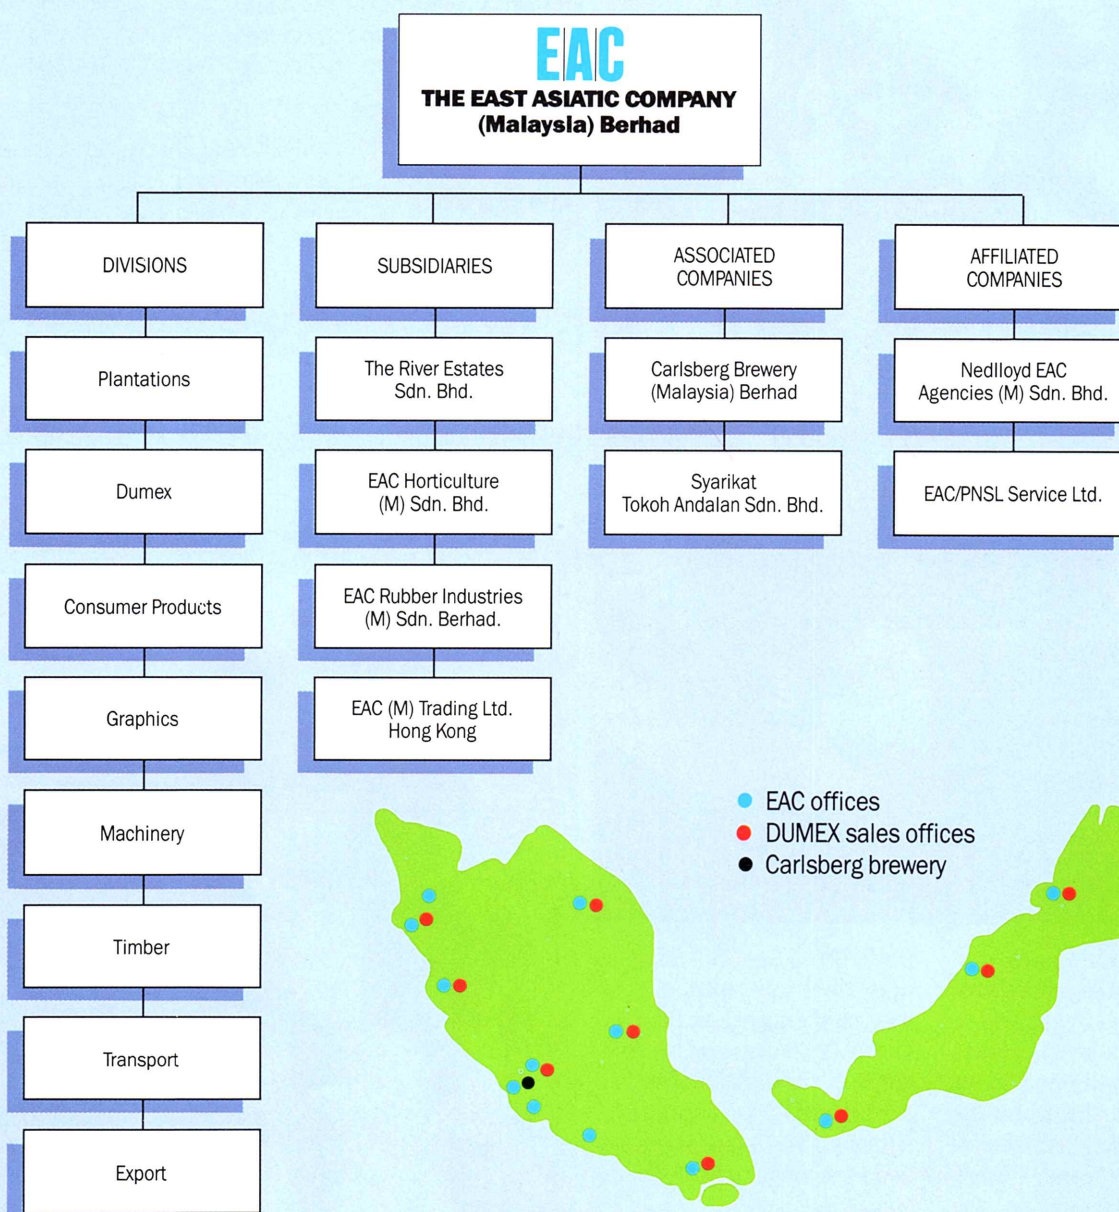 EAC
THE EAST ASIATIC COMPANY
(Malaysia) Berhad
DIVISIONS
Plantations
Dumex
Consumer Products
Graphics
Machinery
Timber
Transport
Export
SUBSIDIARIES
The River Estates
Sdn. Bhd.
EAC Horticulture
(M) Sdn. Bhd.
EAC Rubber Industries
(M) Sdn. Berhad.
EAC (M) Trading Ltd.
Hong Kong
ASSOCIATED
COMPANIES
Carlsberg Brewery
(Malaysia) Berhad
Syarikat
Tokoh Andalan Sdn. Bhd.
AFFILIATED
COMPANIES
Nedlloyd EAC
Agencies (M) Sdn. Bhd.
EAC/PNSL Service Ltd.
EAC offices
DUMEX sales offices
Carlsberg brewery